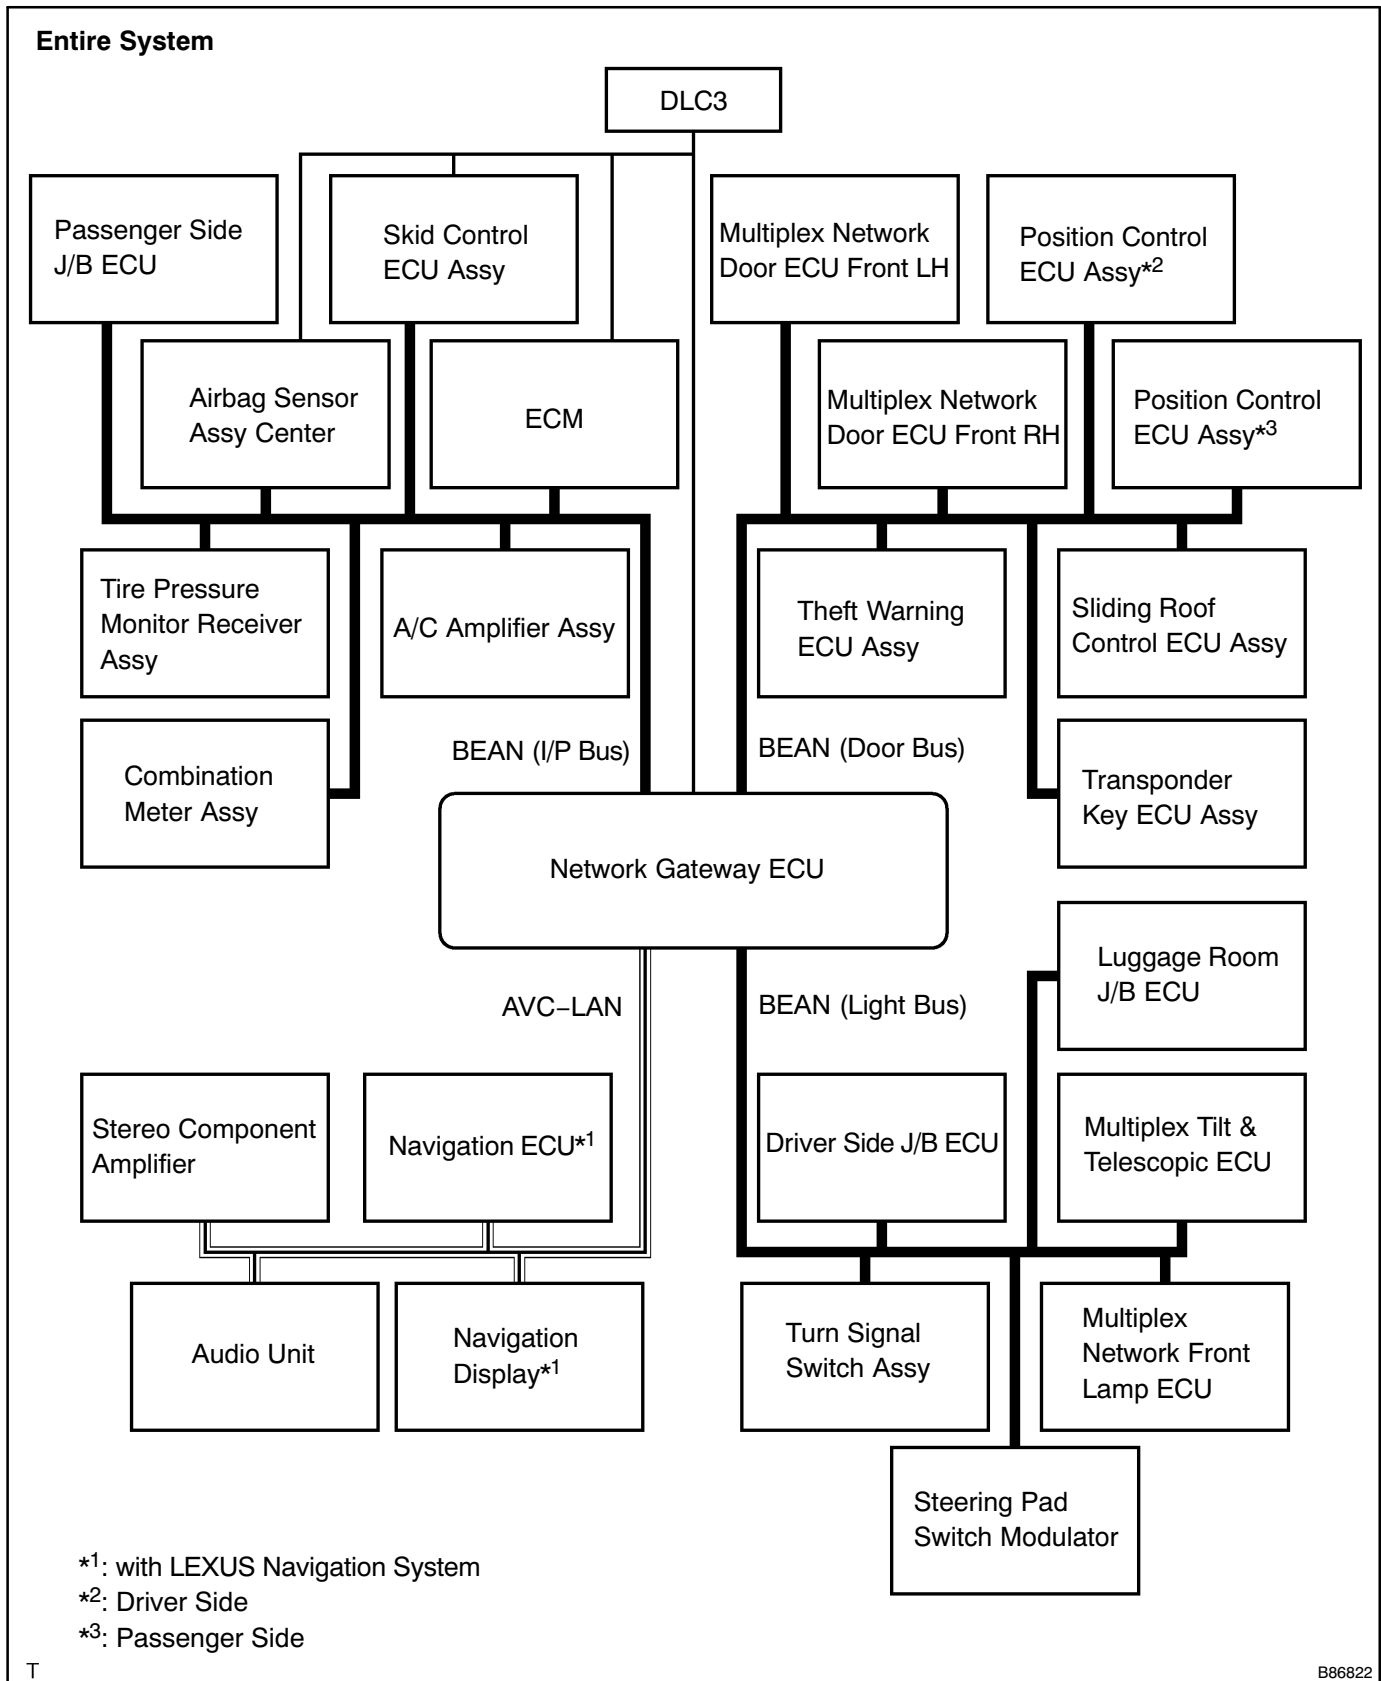 Entire System
DLC3
Passenger Side
J/B ECU
Skid Control
ECU Assy
Multiplex Network
Door ECU Front LH
Position Control
ECU Assy*2
Airbag Sensor
Assy Center
ECM
Multiplex Network
Door ECU Front RH
Position Control
ECU Assy*3
Tire Pressure
Monitor Receiver
Assy
A/C Amplifier Assy
Theft Warning
ECU Assy
Sliding Roof
Control ECU Assy
Combination
Meter Assy
BEAN (I/P Bus)
BEAN (Door Bus)
Transponder
Key ECU Assy
Network Gateway ECU
AVC−LAN
BEAN (Light Bus)
Luggage Room
J/B ECU
Stereo Component
Amplifier
Navigation ECU*1
Driver Side J/B ECU
Multiplex Tilt &
Telescopic ECU
Audio Unit
Navigation
Display*1
Turn Signal
Switch Assy
Multiplex
Network Front
Lamp ECU
Steering Pad
Switch Modulator
*1: with LEXUS Navigation System
*2: Driver Side
*3: Passenger Side
T
B86822